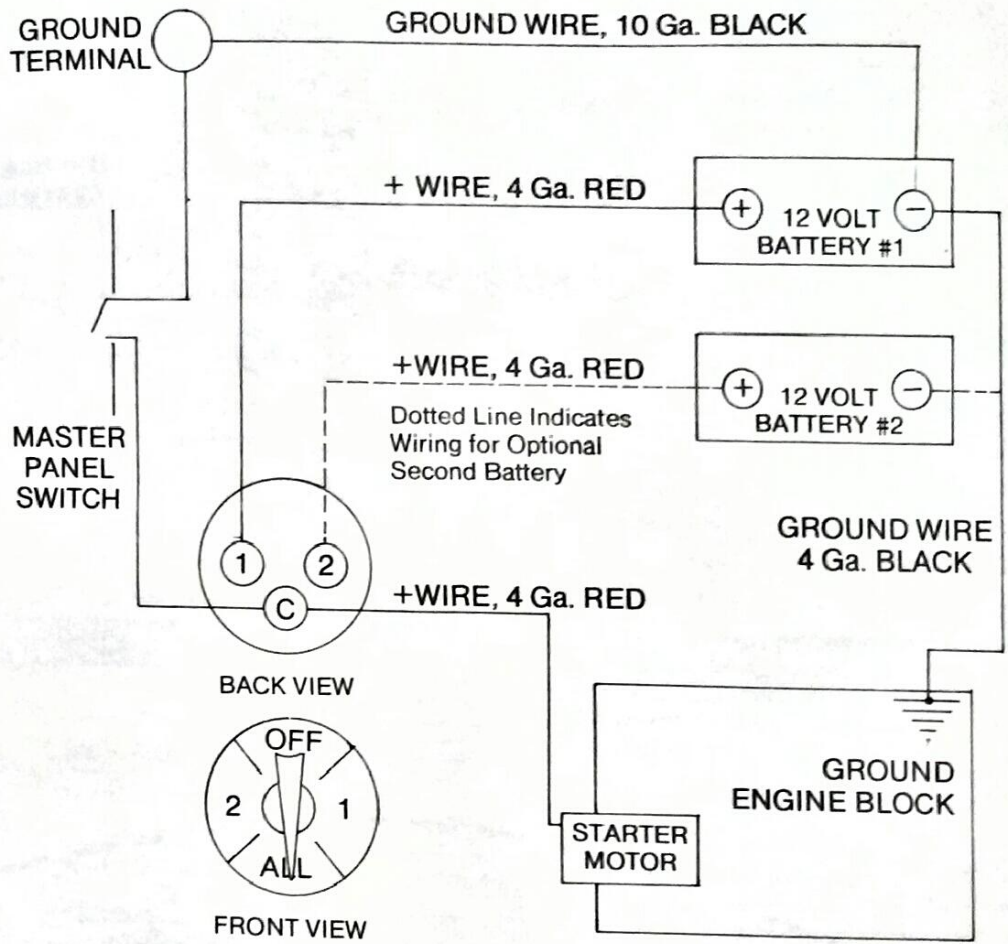 GROUND
TERMINAL
GROUND WIRE, 10 Ga. BLACK
+ WIRE, 4 Ga. RED
+ −
12 VOLT
BATTERY #1
+WIRE, 4 Ga. RED
Dotted Line Indicates
Wiring for Optional
Second Battery
+ −
12 VOLT
BATTERY #2
MASTER
PANEL
SWITCH
1 2
C
+WIRE, 4 Ga. RED
GROUND WIRE
4 Ga. BLACK
BACK VIEW
OFF
2 1
ALL
FRONT VIEW
GROUND
ENGINE BLOCK
STARTER
MOTOR